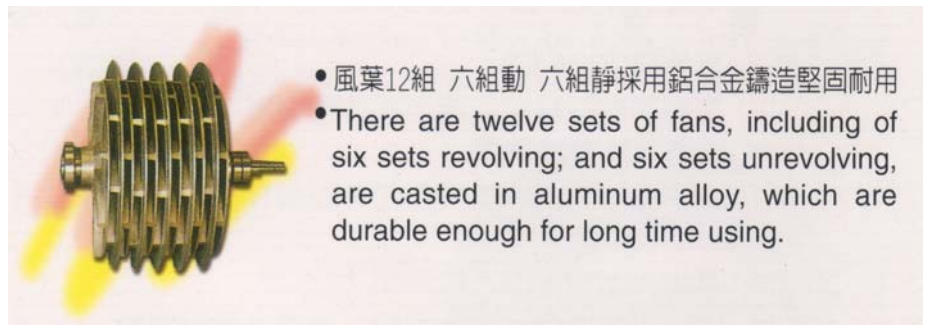 • 風葉12組 六組動 六組靜採用鋁合金鑄造堅固耐用
• There are twelve sets of fans, including of
six sets revolving; and six sets unrevolving,
are casted in aluminum alloy, which are
durable enough for long time using.